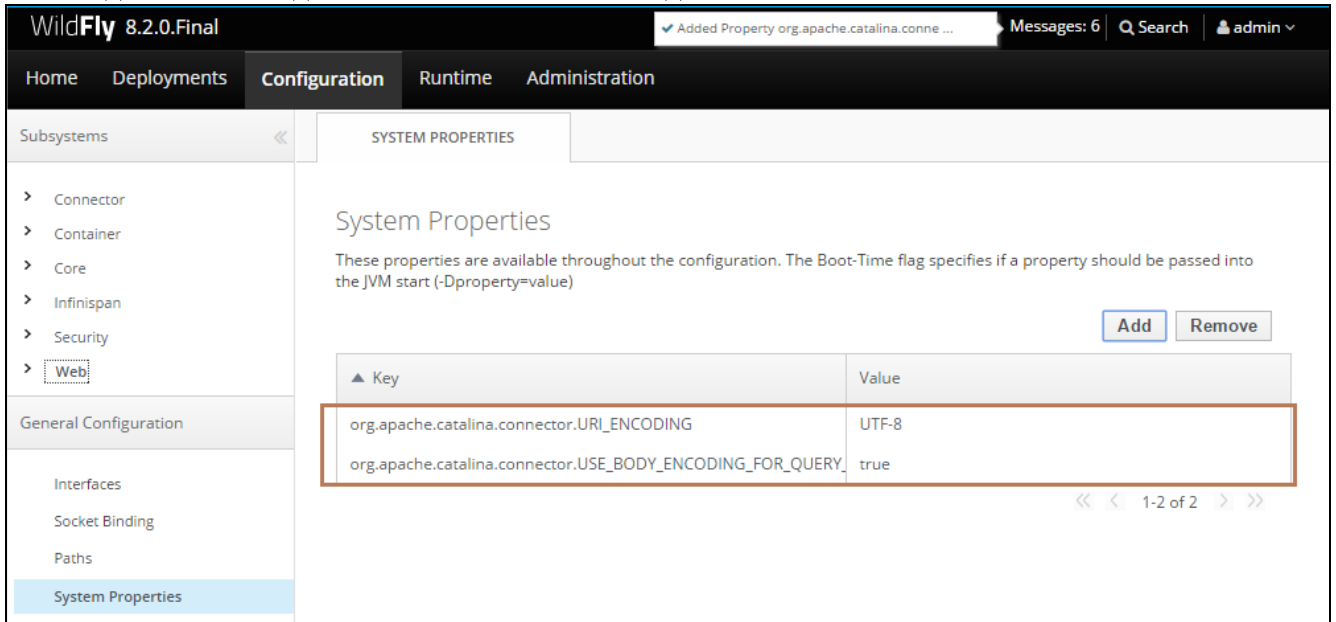 WildFly 8.2.0.Final
✔ Added Property org.apache.catalina.conne ...
Messages: 6
Search
admin
Home Deployments Configuration Runtime Administration
Subsystems
SYSTEM PROPERTIES
Connector
Container
Core
Infinispan
Security
Web
General Configuration
Interfaces
Socket Binding
Paths
System Properties
System Properties
These properties are available throughout the configuration. The Boot-Time flag specifies if a property should be passed into
the JVM start (-Dproperty=value)
Add Remove
▲ Key Value
org.apache.catalina.connector.URI_ENCODING UTF-8
org.apache.catalina.connector.USE_BODY_ENCODING_FOR_QUERY_ true
1-2 of 2